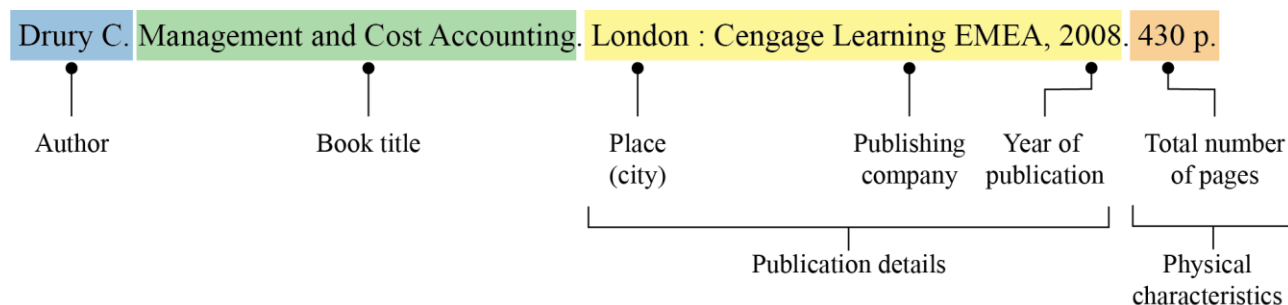 Drury C. Management and Cost Accounting. London : Cengage Learning EMEA, 2008. 430 p.
Author
Book title
Place
(city)
Publishing
company
Year of
publication
Total number
of pages
Publication details
Physical
characteristics